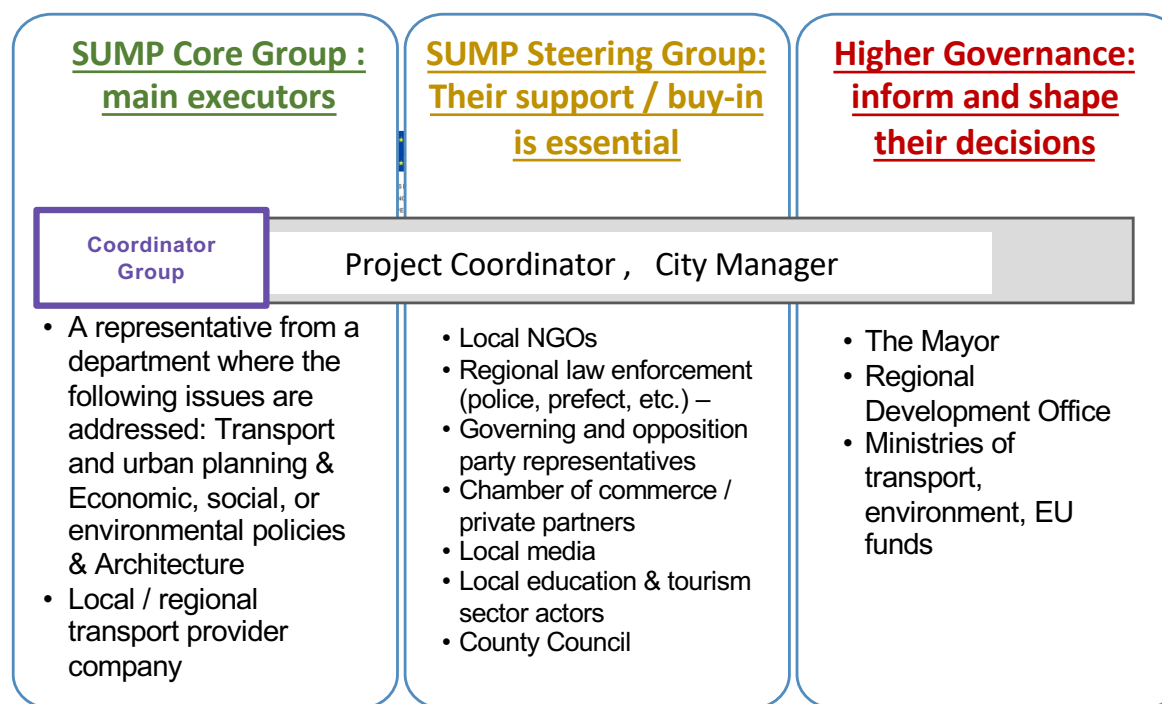 SUMP Core Group :
main executors
SUMP Steering Group:
Their support / buy-in
is essential
Higher Governance:
inform and shape
their decisions
Coordinator
Group
Project Coordinator , City Manager
• A representative from a
department where the
following issues are
addressed: Transport
and urban planning &
Economic, social, or
environmental policies
& Architecture
• Local / regional
transport provider
company
• Local NGOs
• Regional law enforcement
(police, prefect, etc.) –
• Governing and opposition
party representatives
• Chamber of commerce /
private partners
• Local media
• Local education & tourism
sector actors
• County Council
• The Mayor
• Regional
Development Office
• Ministries of
transport,
environment, EU
funds